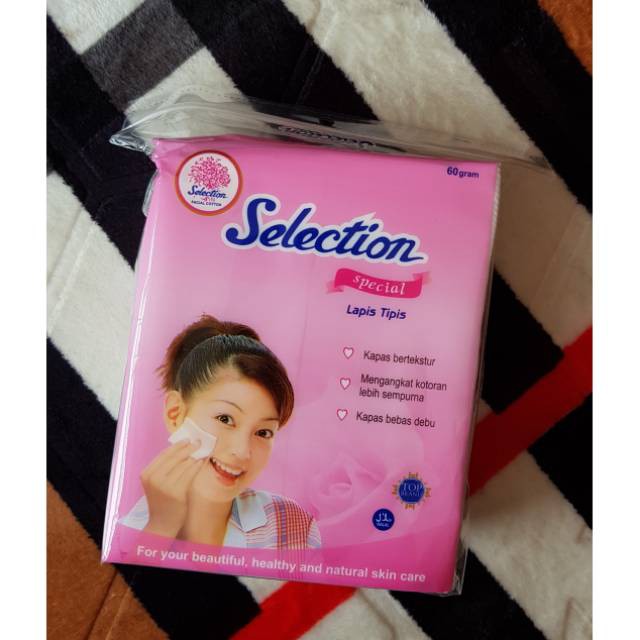 60gram
Selection
FACIAL COTTON
Selection
special
Lapis Tipis
Kapas bertekstur
Mengangkat kotoran
lebih sempurna
Kapas bebas debu
TOP
BRAND
HALAL
For your beautiful, healthy and natural skin care